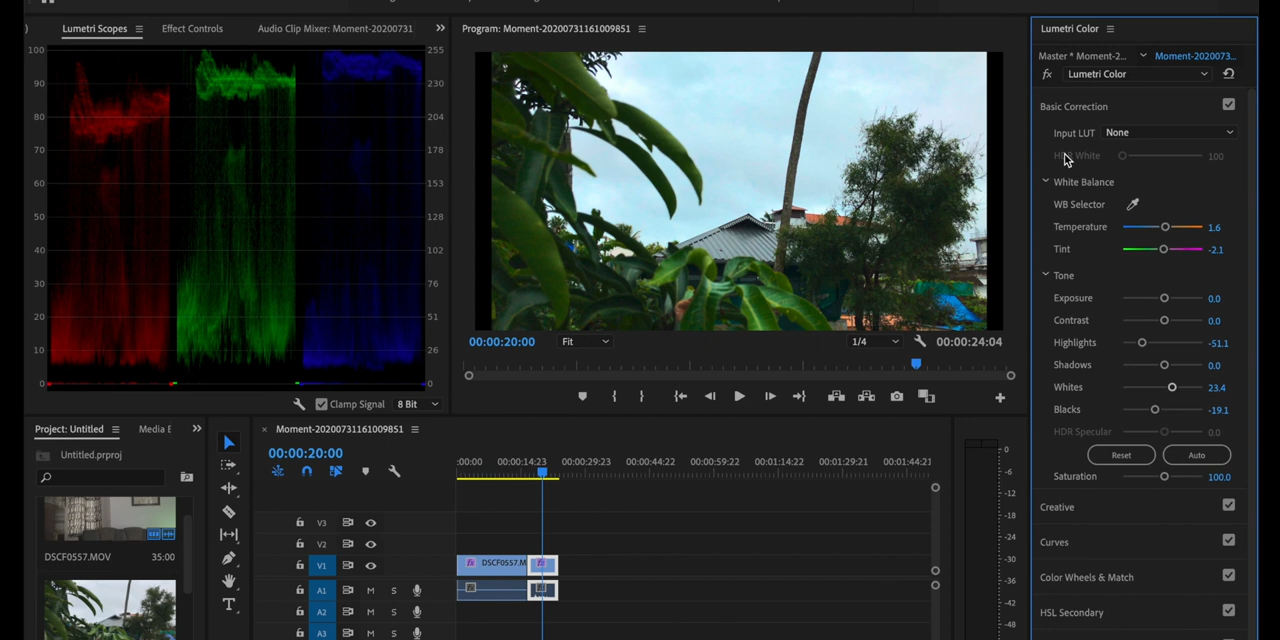 Lumetri Scopes
Effect Controls
Audio Clip Mixer: Moment-20200731
100
90
80
70
60
50
40
30
20
10
0
255
230
204
178
153
128
102
76
51
26
0
Clamp Signal
8 Bit
Program: Moment-20200731161009851
00:00:20:00
Fit
1/4
00:00:24:04
Lumetri Color
Master * Moment-2...
Moment-2020073...
fx
Lumetri Color
Basic Correction
Input LUT
None
HDR White
100
White Balance
WB Selector
Temperature
1.6
Tint
-2.1
Tone
Exposure
0.0
Contrast
0.0
Highlights
-51.1
Shadows
0.0
Whites
23.4
Blacks
-19.1
HDR Specular
0.0
Reset
Auto
Saturation
100.0
Creative
Curves
Color Wheels & Match
HSL Secondary
Project: Untitled
Media E
Untitled.prproj
DSCF0557.MOV
35:00
T
× Moment-20200731161009851
00:00:20:00
:00:00
00:00:14:23
00:00:29:23
00:00:44:22
00:00:59:22
00:01:14:22
00:01:29:21
00:01:44:21
V3
V2
V1
fx
DSCF0557.M
fx
A1
M
S
A2
M
S
A3
M
S
0
-6
-12
-18
-24
-30
-36
-42
-48